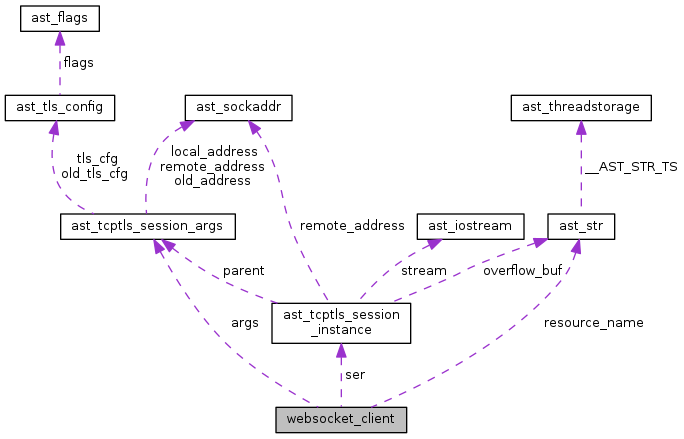 ast_flags
flags
ast_tls_config
ast_sockaddr
ast_threadstorage
tls_cfg
old_tls_cfg
local_address
remote_address
old_address
__AST_STR_TS
ast_tcptls_session_args
remote_address
ast_iostream
ast_str
parent
stream
overflow_buf
args
ast_tcptls_session
_instance
resource_name
ser
websocket_client